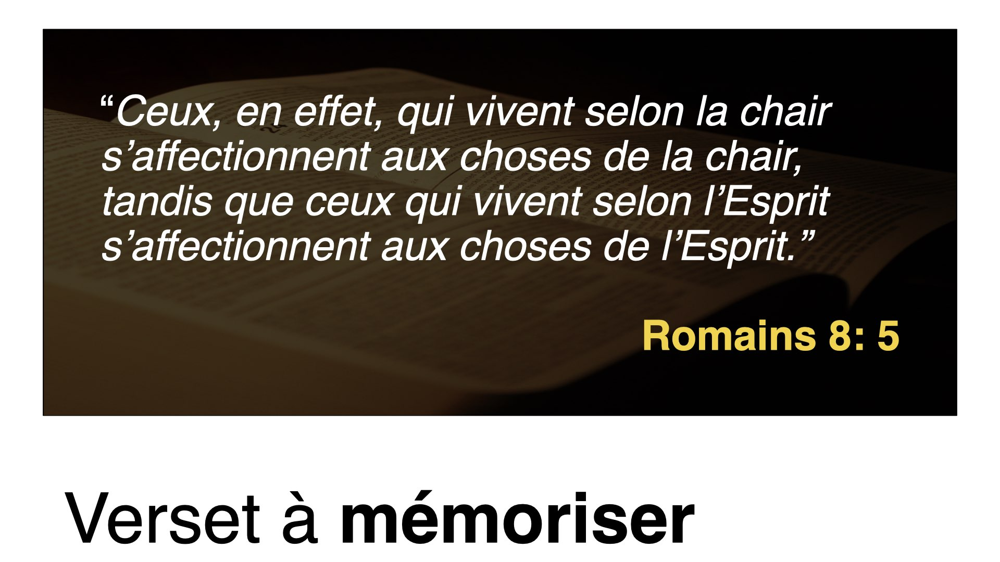 “Ceux, en effet, qui vivent selon la chair
s’affectionnent aux choses de la chair,
tandis que ceux qui vivent selon l’Esprit
s’affectionnent aux choses de l’Esprit.”
Romains 8: 5
Verset à mémoriser